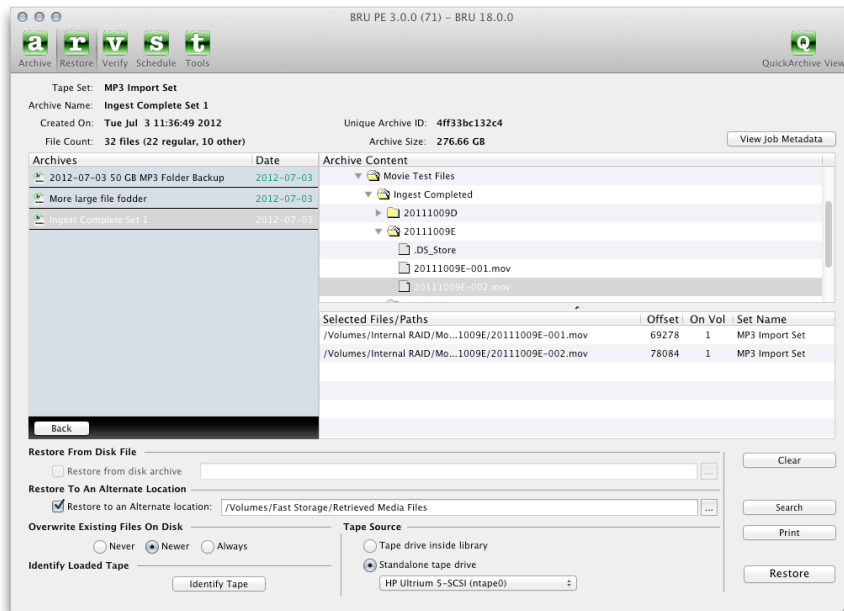 BRU PE 3.0.0 (71) – BRU 18.0.0
a r v s t Q
Archive Restore Verify Schedule Tools QuickArchive View
Tape Set: MP3 Import Set
Archive Name: Ingest Complete Set 1
Created On: Tue Jul 3 11:36:49 2012 Unique Archive ID: 4ff33bc132c4
File Count: 32 files (22 regular, 10 other) Archive Size: 276.66 GB View Job Metadata
Archives Date Archive Content
2012-07-03 50 GB MP3 Folder Backup 2012-07-03 Movie Test Files
More large file fodder 2012-07-03 Ingest Completed
Ingest Complete Set 1 2012-07-03 20111009D
20111009E
.DS_Store
20111009E-001.mov
20111009E-002.mov
Selected Files/Paths Offset On Vol Set Name
/Volumes/Internal RAID/Mo...1009E/20111009E-001.mov 69278 1 MP3 Import Set
/Volumes/Internal RAID/Mo...1009E/20111009E-002.mov 78084 1 MP3 Import Set
Back
Restore From Disk File Clear
Restore from disk archive ...
Restore To An Alternate Location
Restore to an Alternate location: /Volumes/Fast Storage/Retrieved Media Files ... Search
Overwrite Existing Files On Disk Tape Source Print
Never Newer Always Tape drive inside library
Identify Loaded Tape Standalone tape drive Restore
Identify Tape HP Ultrium 5-SCSI (ntape0)